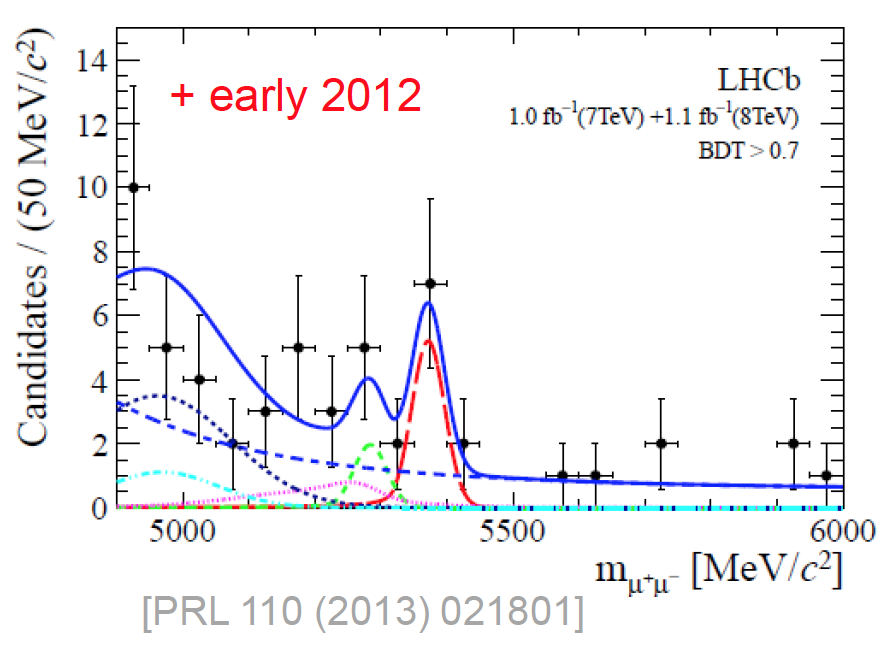 + early 2012
LHCb
1.0 fb⁻¹(7TeV) +1.1 fb⁻¹(8TeV)
BDT > 0.7
Candidates / (50 MeV/c²)
14
12
10
8
6
4
2
0
5000 5500 6000
m_μ⁺μ⁻ [MeV/c²]
[PRL 110 (2013) 021801]